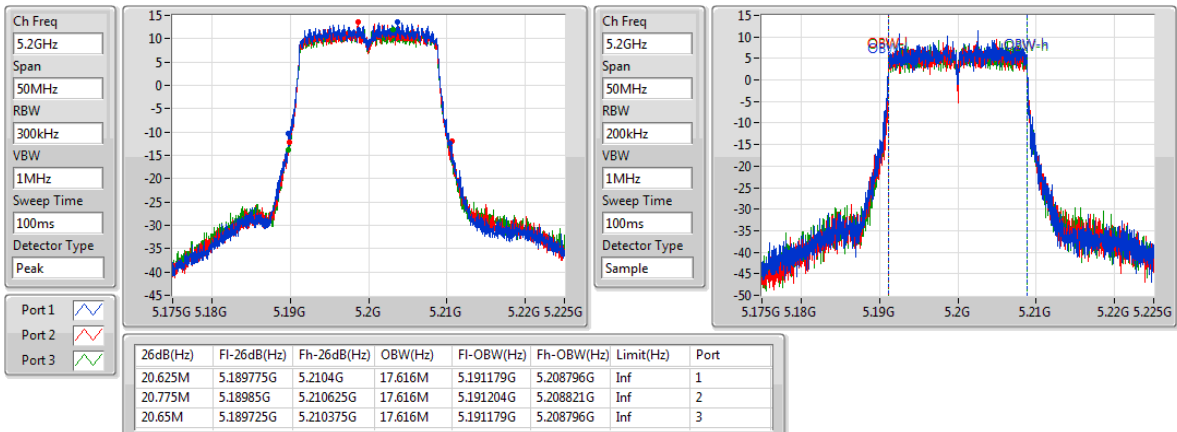 Ch Freq
5.2GHz
Span
50MHz
RBW
300kHz
VBW
1MHz
Sweep Time
100ms
Detector Type
Peak
Port 1
Port 2
Port 3
15
10
5
0
-5
-10
-15
-20
-25
-30
-35
-40
-45
5.175G 5.18G 5.19G 5.2G 5.21G 5.22G 5.225G
Ch Freq
5.2GHz
Span
50MHz
RBW
200kHz
VBW
1MHz
Sweep Time
100ms
Detector Type
Sample
15
10
5
0
-5
-10
-15
-20
-25
-30
-35
-40
-45
-50
OBW-l
OBW-h
5.175G 5.18G 5.19G 5.2G 5.21G 5.22G 5.225G
26dB(Hz) Fl-26dB(Hz) Fh-26dB(Hz) OBW(Hz) Fl-OBW(Hz) Fh-OBW(Hz) Limit(Hz) Port
20.625M 5.189775G 5.2104G 17.616M 5.191179G 5.208796G Inf 1
20.775M 5.18985G 5.210625G 17.616M 5.191204G 5.208821G Inf 2
20.65M 5.189725G 5.210375G 17.616M 5.191179G 5.208796G Inf 3